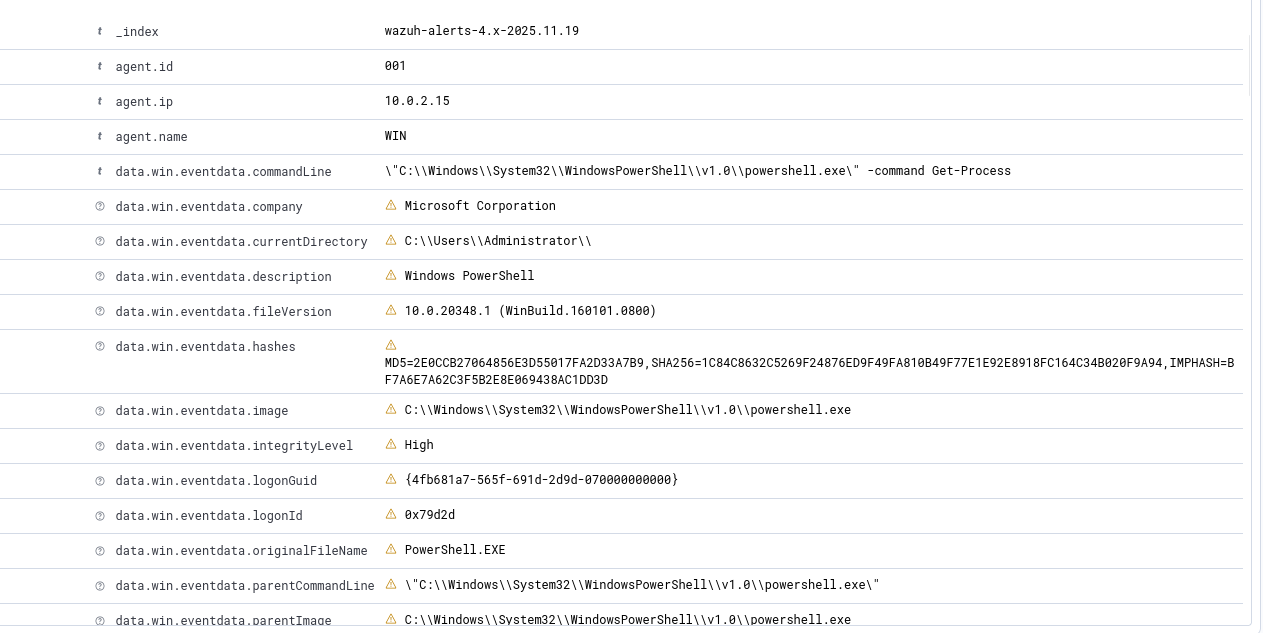 t _index wazuh-alerts-4.x-2025.11.19
t agent.id 001
t agent.ip 10.0.2.15
t agent.name WIN
t data.win.eventdata.commandLine \"C:\\Windows\\System32\\WindowsPowerShell\\v1.0\\powershell.exe\" -command Get-Process
data.win.eventdata.company Microsoft Corporation
data.win.eventdata.currentDirectory C:\\Users\\Administrator\\
data.win.eventdata.description Windows PowerShell
data.win.eventdata.fileVersion 10.0.20348.1 (WinBuild.160101.0800)
data.win.eventdata.hashes
MD5=2E0CCB27064856E3D55017FA2D33A7B9,SHA256=1C84C8632C5269F24876ED9F49FA810B49F77E1E92E8918FC164C34B020F9A94,IMPHASH=B
F7A6E7A62C3F5B2E8E069438AC1DD3D
data.win.eventdata.image C:\\Windows\\System32\\WindowsPowerShell\\v1.0\\powershell.exe
data.win.eventdata.integrityLevel High
data.win.eventdata.logonGuid {4fb681a7-565f-691d-2d9d-070000000000}
data.win.eventdata.logonId 0x79d2d
data.win.eventdata.originalFileName PowerShell.EXE
data.win.eventdata.parentCommandLine \"C:\\Windows\\System32\\WindowsPowerShell\\v1.0\\powershell.exe\"
data.win.eventdata.parentImage C:\\Windows\\System32\\WindowsPowerShell\\v1.0\\powershell.exe